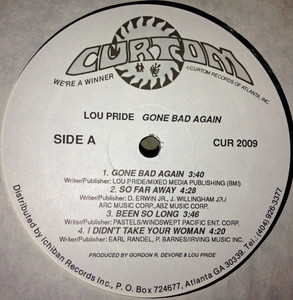 CURTOM
WE'RE A WINNER
©CURTOM RECORDS OF ATLANTA, INC.
LOU PRIDE GONE BAD AGAIN
SIDE A
CUR 2009
1. GONE BAD AGAIN 3:40
Writer/Publisher: LOU PRIDE/MIXED MEDIA PUBLISHING (BMI)
2. SO FAR AWAY 4:28
Writer/Publisher: D. ERWIN JR., J. WILLINGHAM JR./
ARC MUSIC CORP.,ABZ MUSIC CORP.
3. BEEN SO LONG 3:46
Writer/Publisher: PASTELS/WINDSWEPT PACIFIC ENT. CORP.
4. I DIDN'T TAKE YOUR WOMAN 4:20
Writer/Publisher: EARL RANDEL, P. BARNES/IRVING MUSIC INC.
PRODUCED BY GORDON R. DEVORE & LOU PRIDE
Distributed by Ichiban Records Inc., P.O. Box 724677, Atlanta GA 30339, Tel: (404) 926-3377